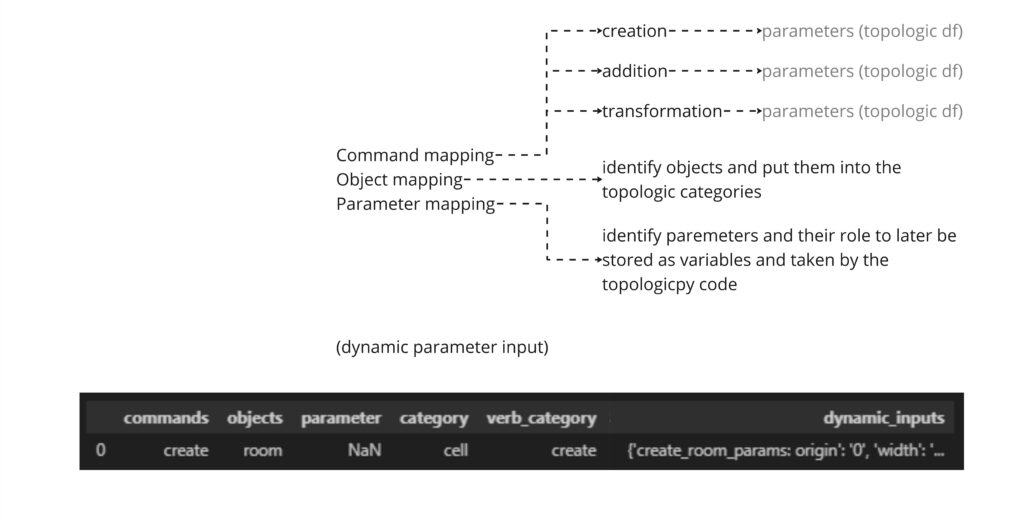 creation
parameters (topologic df)
addition
parameters (topologic df)
transformation
parameters (topologic df)
Command mapping
Object mapping
Parameter mapping
identify objects and put them into the
topologic categories
identify paremeters and their role to later be
stored as variables and taken by the
topologicpy code
(dynamic parameter input)
commands objects parameter category verb_category dynamic_inputs
0 create room NaN cell create {'create_room_params: origin': '0', 'width': '...